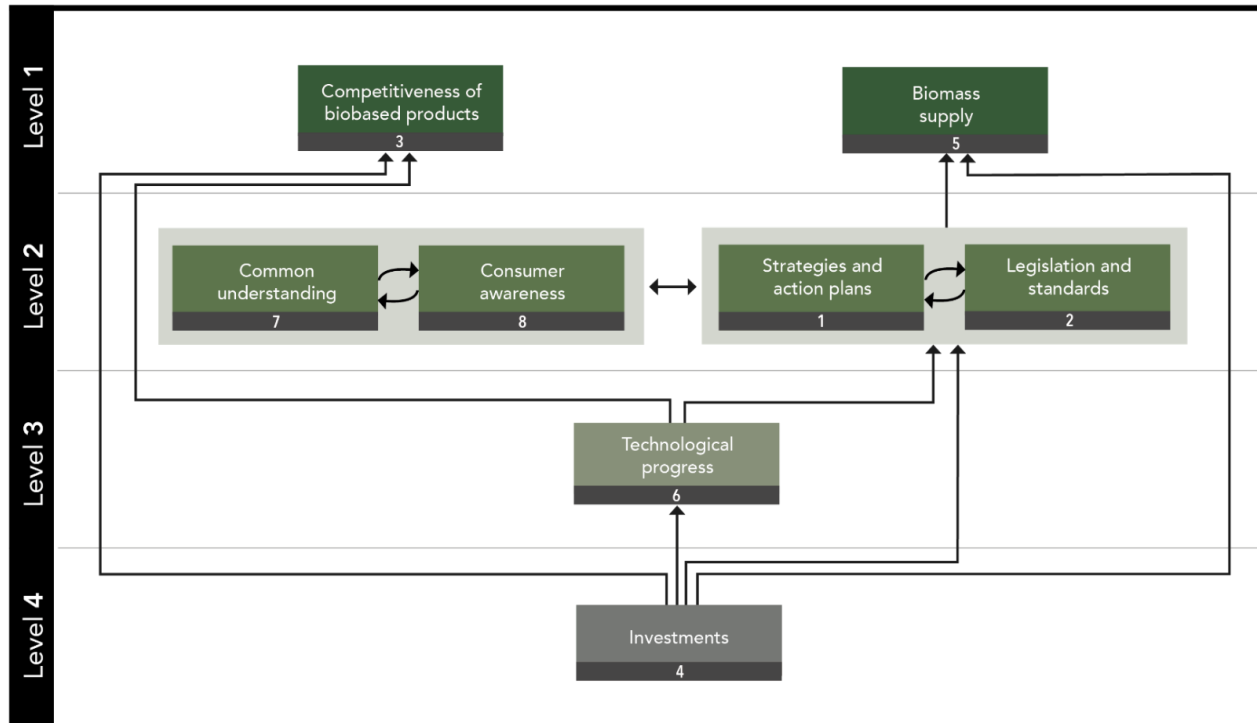 Level 1
Competitiveness of
biobased products
3
Biomass
supply
5
Level 2
Common
understanding
7
Consumer
awareness
8
Strategies and
action plans
1
Legislation and
standards
2
Level 3
Technological
progress
6
Level 4
Investments
4